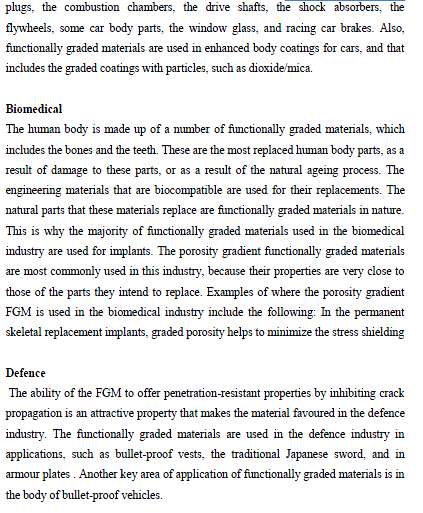 plugs, the combustion chambers, the drive shafts, the shock absorbers, the
flywheels, some car body parts, the window glass, and racing car brakes. Also,
functionally graded materials are used in enhanced body coatings for cars, and that
includes the graded coatings with particles, such as dioxide/mica.
Biomedical
The human body is made up of a number of functionally graded materials, which
includes the bones and the teeth. These are the most replaced human body parts, as a
result of damage to these parts, or as a result of the natural ageing process. The
engineering materials that are biocompatible are used for their replacements. The
natural parts that these materials replace are functionally graded materials in nature.
This is why the majority of functionally graded materials used in the biomedical
industry are used for implants. The porosity gradient functionally graded materials
are most commonly used in this industry, because their properties are very close to
those of the parts they intend to replace. Examples of where the porosity gradient
FGM is used in the biomedical industry include the following: In the permanent
skeletal replacement implants, graded porosity helps to minimize the stress shielding
Defence
The ability of the FGM to offer penetration-resistant properties by inhibiting crack
propagation is an attractive property that makes the material favoured in the defence
industry. The functionally graded materials are used in the defence industry in
applications, such as bullet-proof vests, the traditional Japanese sword, and in
armour plates . Another key area of application of functionally graded materials is in
the body of bullet-proof vehicles.